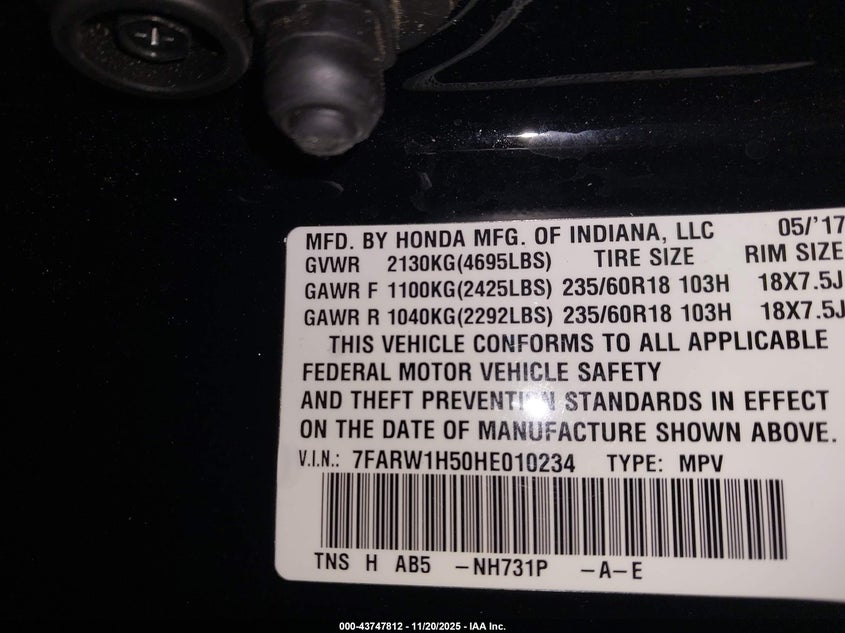 MFD. BY HONDA MFG. OF INDIANA, LLC 05/'17
GVWR 2130KG(4695LBS) TIRE SIZE RIM SIZE
GAWR F 1100KG(2425LBS) 235/60R18 103H 18X7.5J
GAWR R 1040KG(2292LBS) 235/60R18 103H 18X7.5J
THIS VEHICLE CONFORMS TO ALL APPLICABLE
FEDERAL MOTOR VEHICLE SAFETY
AND THEFT PREVENTION STANDARDS IN EFFECT
ON THE DATE OF MANUFACTURE SHOWN ABOVE.
V.I.N.: 7FARW1H50HE010234 TYPE: MPV
TNS H AB5 -NH731P -A-E
000-43747812 - 11/20/2025 - IAA Inc.